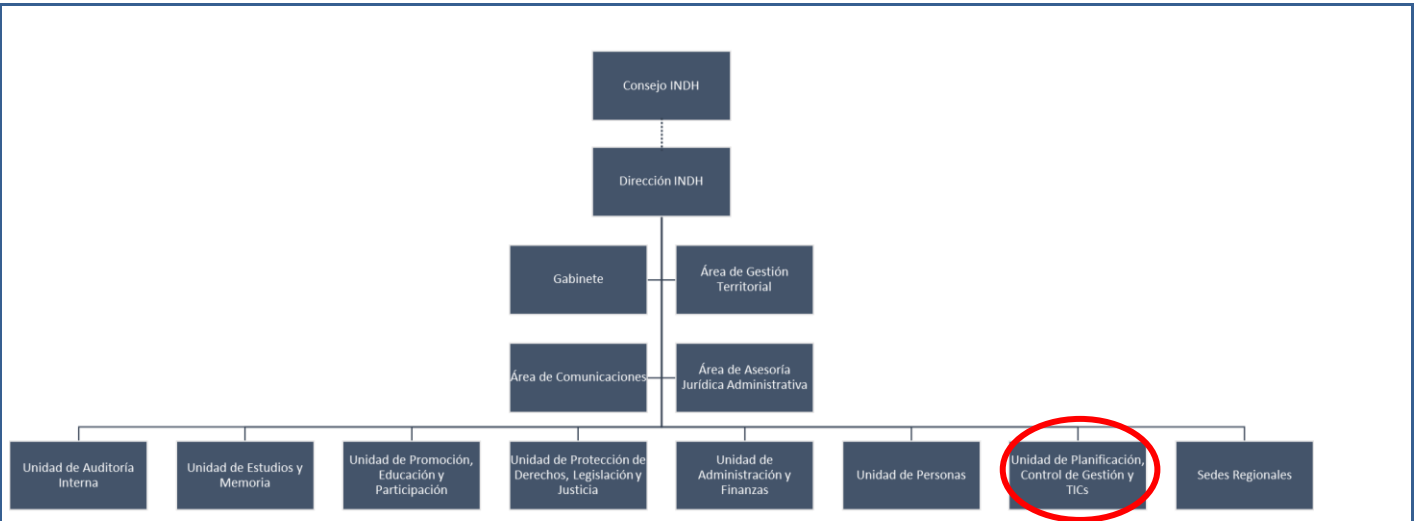 Consejo INDH
Dirección INDH
Gabinete
Área de Gestión
Territorial
Área de Comunicaciones
Área de Asesoría
Jurídica Administrativa
Unidad de Auditoría
Interna
Unidad de Estudios y
Memoria
Unidad de Promoción,
Educación y
Participación
Unidad de Protección de
Derechos, Legislación y
Justicia
Unidad de
Administración y
Finanzas
Unidad de Personas
Unidad de Planificación,
Control de Gestión y
TICs
Sedes Regionales